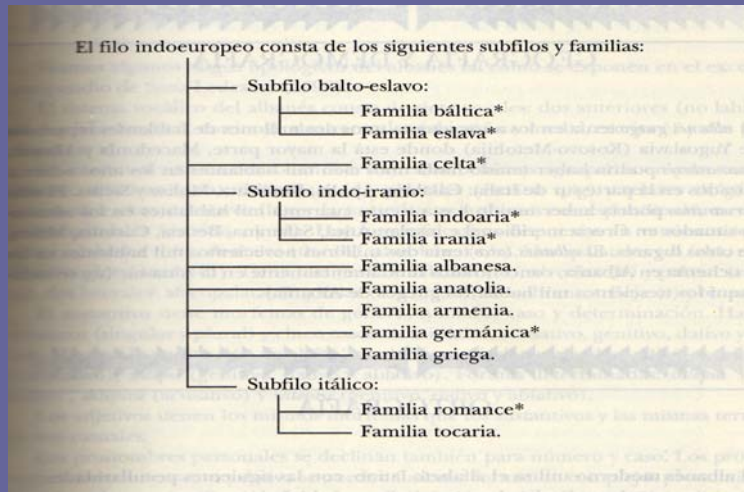 El filo indoeuropeo consta de los siguientes subfilos y familias:
Subfilo balto-eslavo:
Familia báltica*
Familia eslava*
Familia celta*
Subfilo indo-iranio:
Familia indoaria*
Familia irania*
Familia albanesa.
Familia anatolia.
Familia armenia.
Familia germánica*
Familia griega.
Subfilo itálico:
Familia romance*
Familia tocaria.